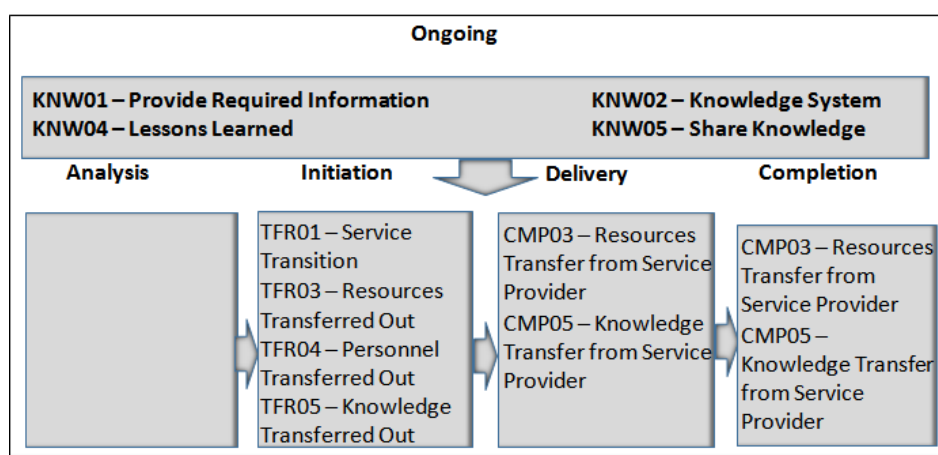 Ongoing
KNW01 – Provide Required Information KNW02 – Knowledge System
KNW04 – Lessons Learned KNW05 – Share Knowledge
Analysis Initiation Delivery Completion
TFR01 – Service
Transition
TFR03 – Resources
Transferred Out
TFR04 – Personnel
Transferred Out
TFR05 – Knowledge
Transferred Out
CMP03 – Resources
Transfer from Service
Provider
CMP05 – Knowledge
Transfer from Service
Provider
CMP03 – Resources
Transfer from
Service Provider
CMP05 –
Knowledge Transfer
from Service
Provider